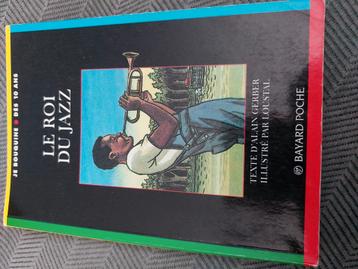 JE BOUQUINE • DÈS 10 ANS
LE ROI
DU JAZZ
TEXTE D'ALAIN GERBER
ILLUSTRÉ PAR LOUSTAL
BAYARD POCHE